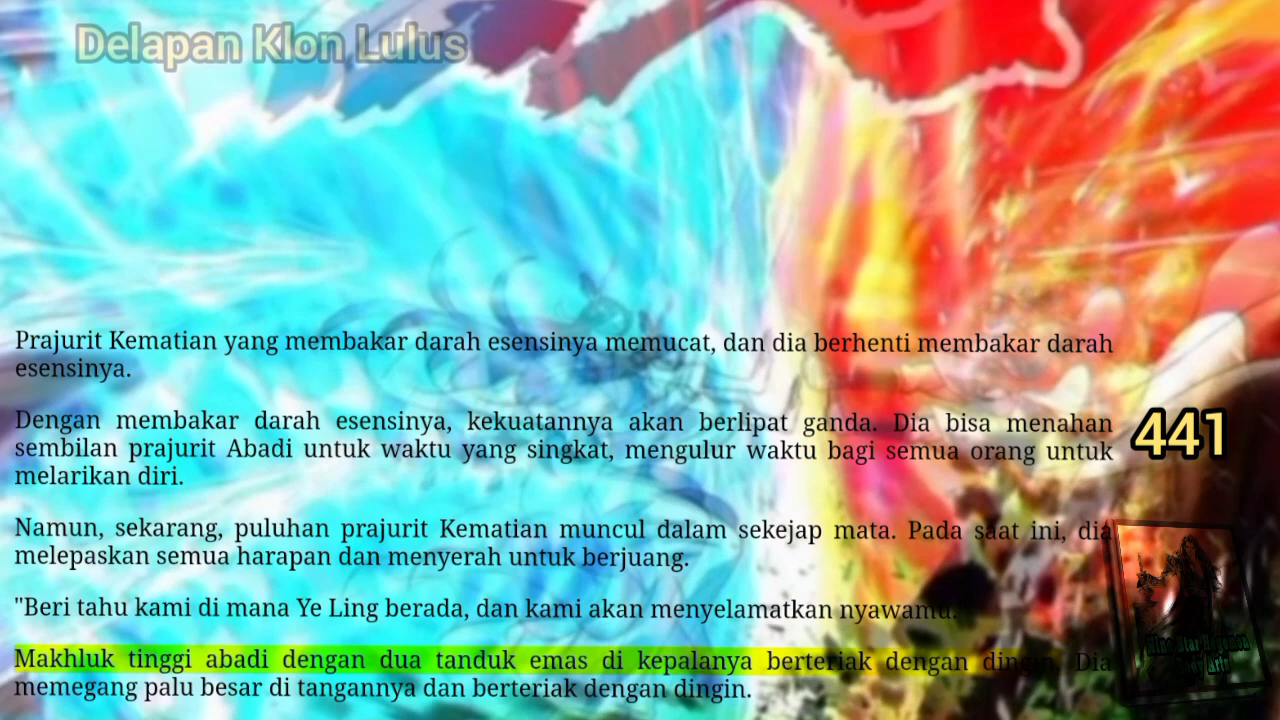 Delapan Klon Lulus
Prajurit Kematian yang membakar darah esensinya memucat, dan dia berhenti membakar darah
esensinya.
Dengan membakar darah esensinya, kekuatannya akan berlipat ganda. Dia bisa menahan
sembilan prajurit Abadi untuk waktu yang singkat, mengulur waktu bagi semua orang untuk
melarikan diri.
441
Namun, sekarang, puluhan prajurit Kematian muncul dalam sekejap mata. Pada saat ini, dia
melepaskan semua harapan dan menyerah untuk berjuang.
"Beri tahu kami di mana Ye Ling berada, dan kami akan menyelamatkan nyawamu.
Makhluk tinggi abadi dengan dua tanduk emas di kepalanya berteriak dengan dingin. Dia
memegang palu besar di tangannya dan berteriak dengan dingin.